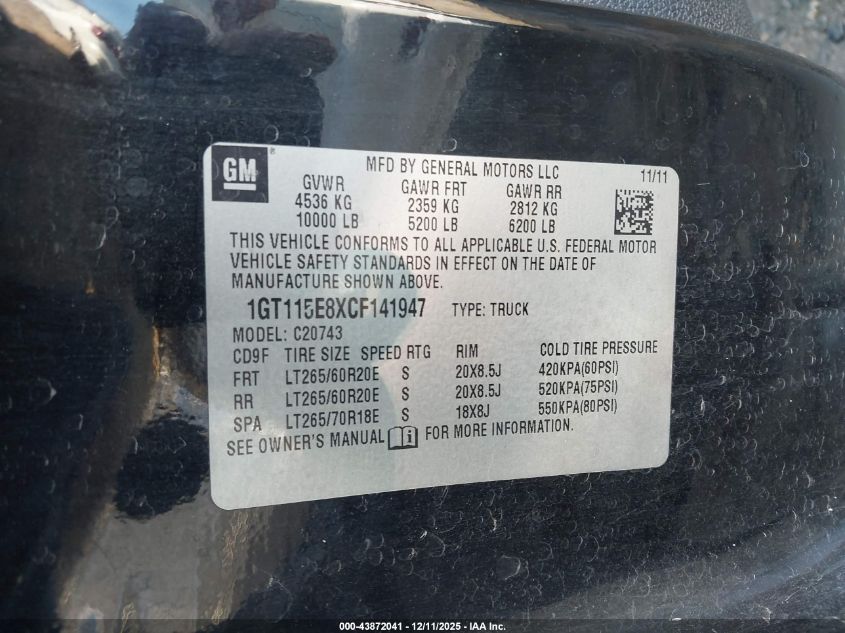 GM
MFD BY GENERAL MOTORS LLC 11/11
GVWR GAWR FRT GAWR RR
4536 KG 2359 KG 2812 KG
10000 LB 5200 LB 6200 LB
THIS VEHICLE CONFORMS TO ALL APPLICABLE U.S. FEDERAL MOTOR
VEHICLE SAFETY STANDARDS IN EFFECT ON THE DATE OF
MANUFACTURE SHOWN ABOVE.
1GT115E8XCF141947 TYPE: TRUCK
MODEL: C20743
CD9F TIRE SIZE SPEED RTG RIM COLD TIRE PRESSURE
FRT LT265/60R20E S 20X8.5J 420KPA(60PSI)
RR LT265/60R20E S 20X8.5J 520KPA(75PSI)
SPA LT265/70R18E S 18X8J 550KPA(80PSI)
SEE OWNER'S MANUAL i FOR MORE INFORMATION.
000-43872041 - 12/11/2025 - IAA Inc.